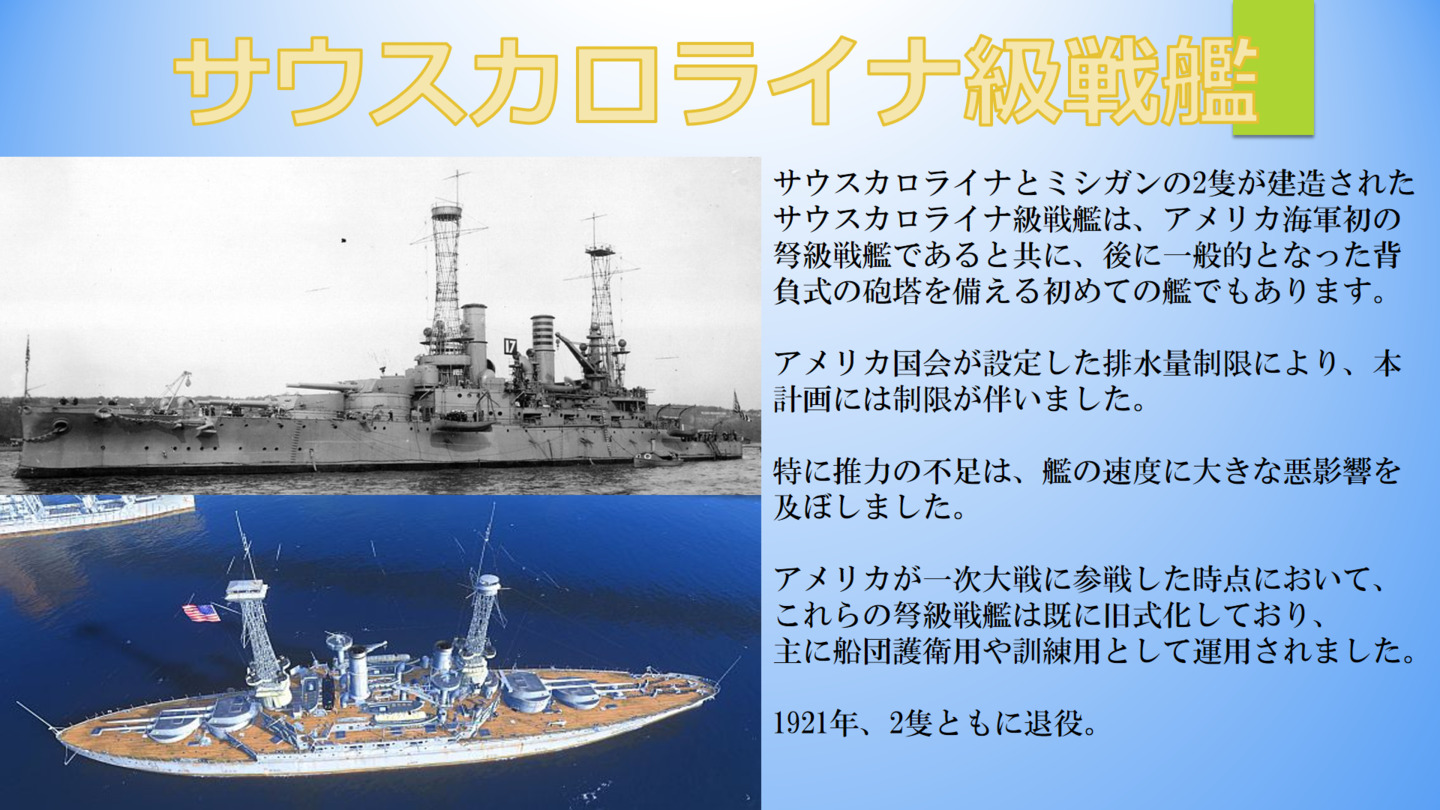 サウスカロライナ級戦艦
17
サウスカロライナとミシガンの2隻が建造された
サウスカロライナ級戦艦は、アメリカ海軍初の
弩級戦艦であると共に、後に一般的となった背
負式の砲塔を備える初めての艦でもあります。
アメリカ国会が設定した排水量制限により、本
計画には制限が伴いました。
特に推力の不足は、艦の速度に大きな悪影響を
及ぼしました。
アメリカが一次大戦に参戦した時点において、
これらの弩級戦艦は既に旧式化しており、
主に船団護衛用や訓練用として運用されました。
1921年、2隻ともに退役。